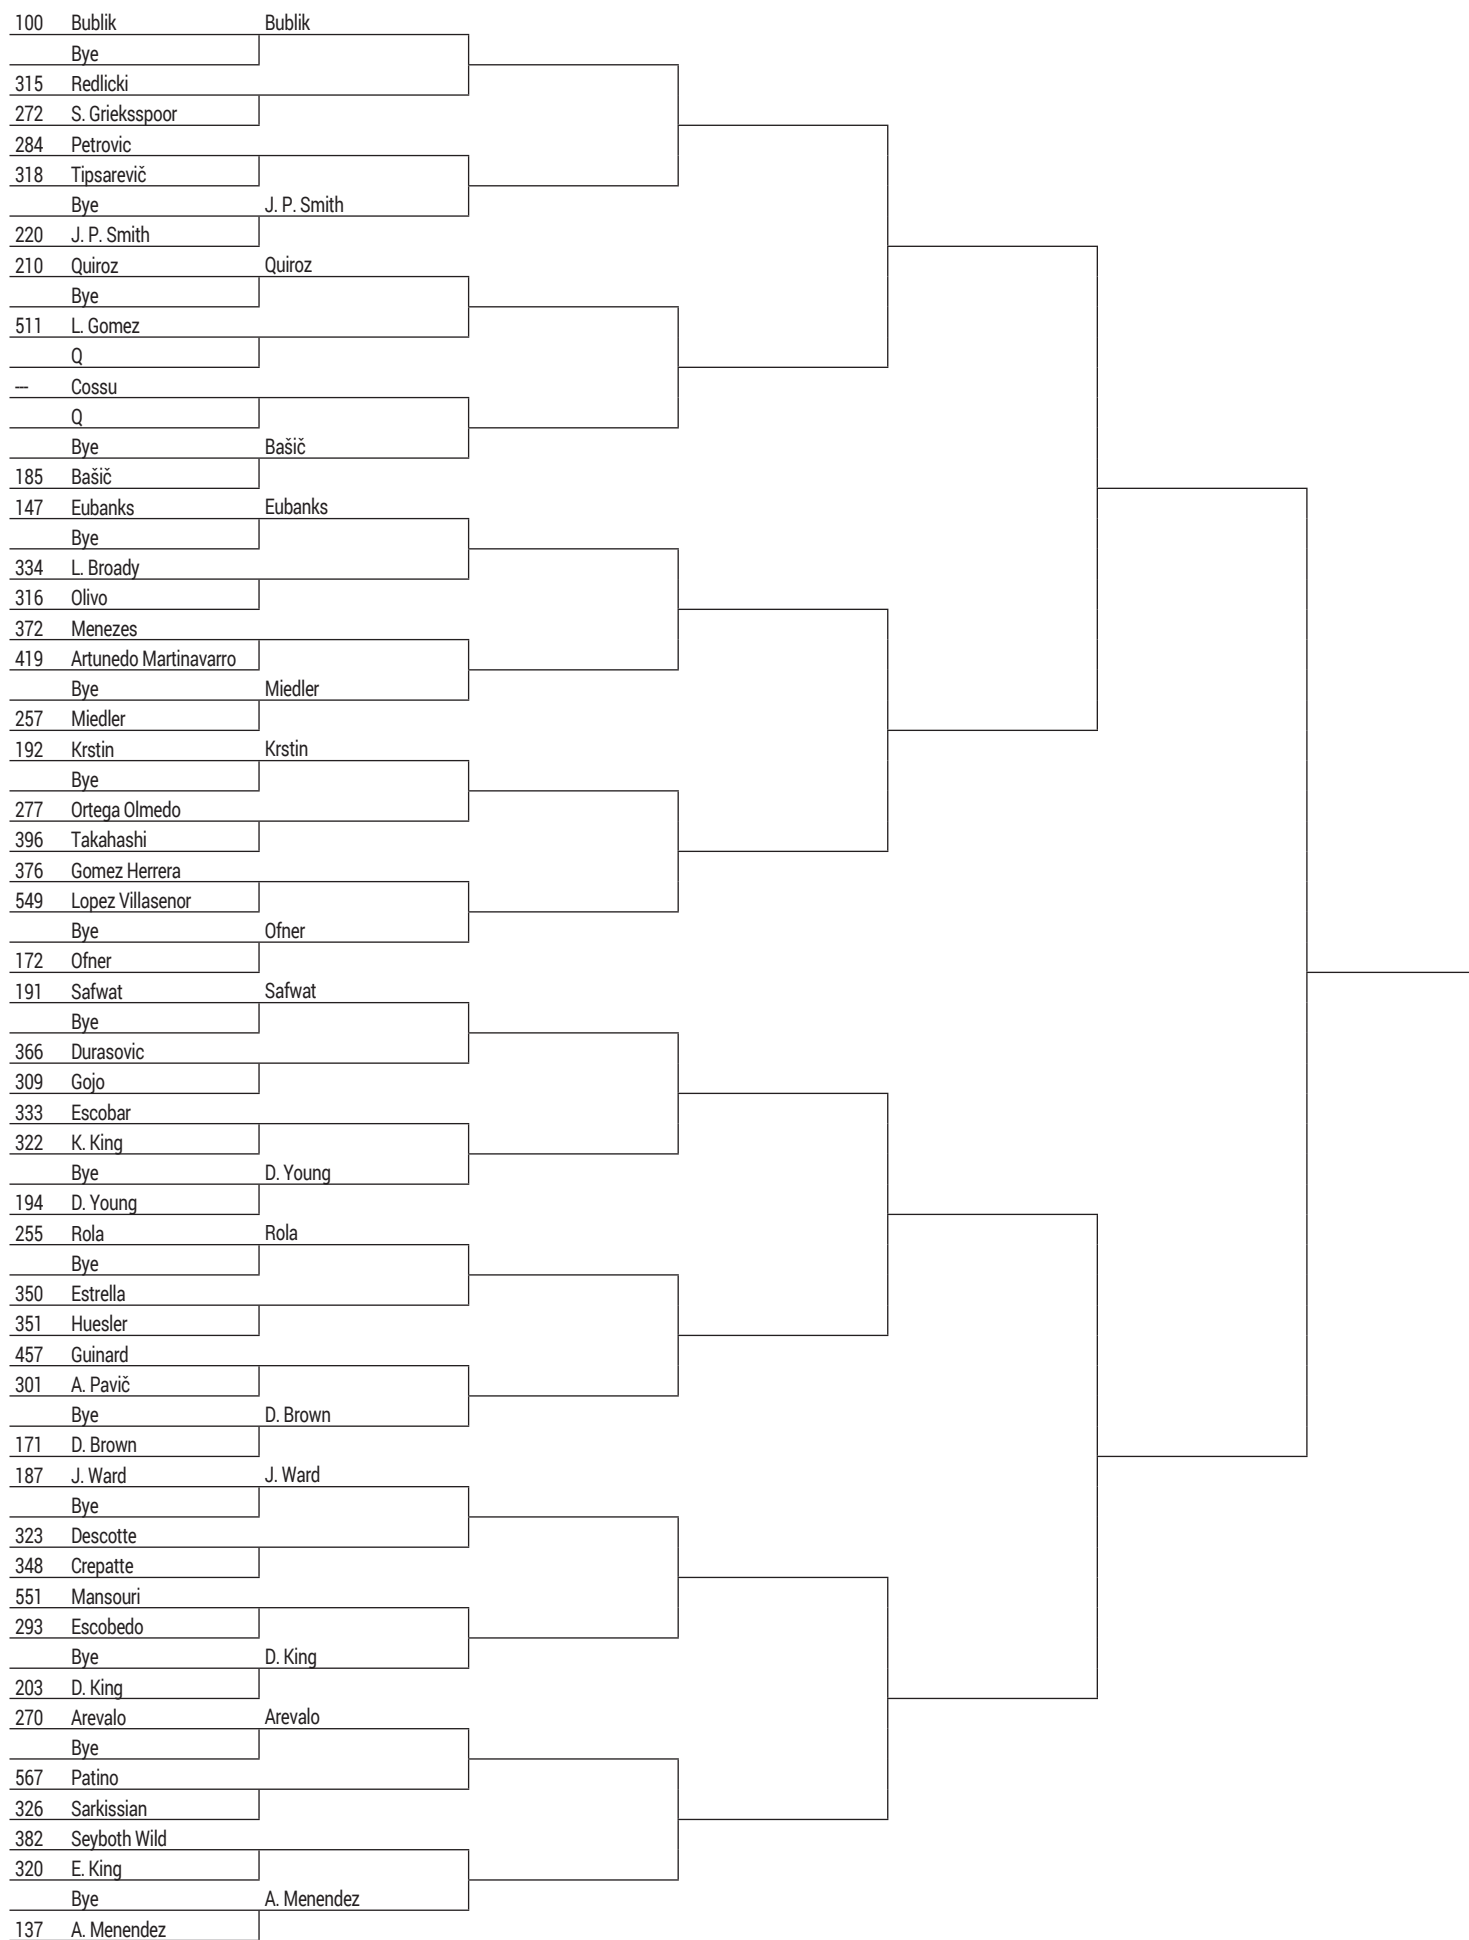 100 Bublik Bublik
Bye
315 Redlicki
272 S. Grieksspoor
284 Petrovic
318 Tipsarevič
Bye J. P. Smith
220 J. P. Smith
210 Quiroz Quiroz
Bye
511 L. Gomez
Q
--- Cossu
Q
Bye Bašič
185 Bašič
147 Eubanks Eubanks
Bye
334 L. Broady
316 Olivo
372 Menezes
419 Artunedo Martinavarro
Bye Miedler
257 Miedler
192 Krstin Krstin
Bye
277 Ortega Olmedo
396 Takahashi
376 Gomez Herrera
549 Lopez Villasenor
Bye Ofner
172 Ofner
191 Safwat Safwat
Bye
366 Durasovic
309 Gojo
333 Escobar
322 K. King
Bye D. Young
194 D. Young
255 Rola Rola
Bye
350 Estrella
351 Huesler
457 Guinard
301 A. Pavič
Bye D. Brown
171 D. Brown
187 J. Ward J. Ward
Bye
323 Descotte
348 Crepatte
551 Mansouri
293 Escobedo
Bye D. King
203 D. King
270 Arevalo Arevalo
Bye
567 Patino
326 Sarkissian
382 Seyboth Wild
320 E. King
Bye A. Menendez
137 A. Menendez